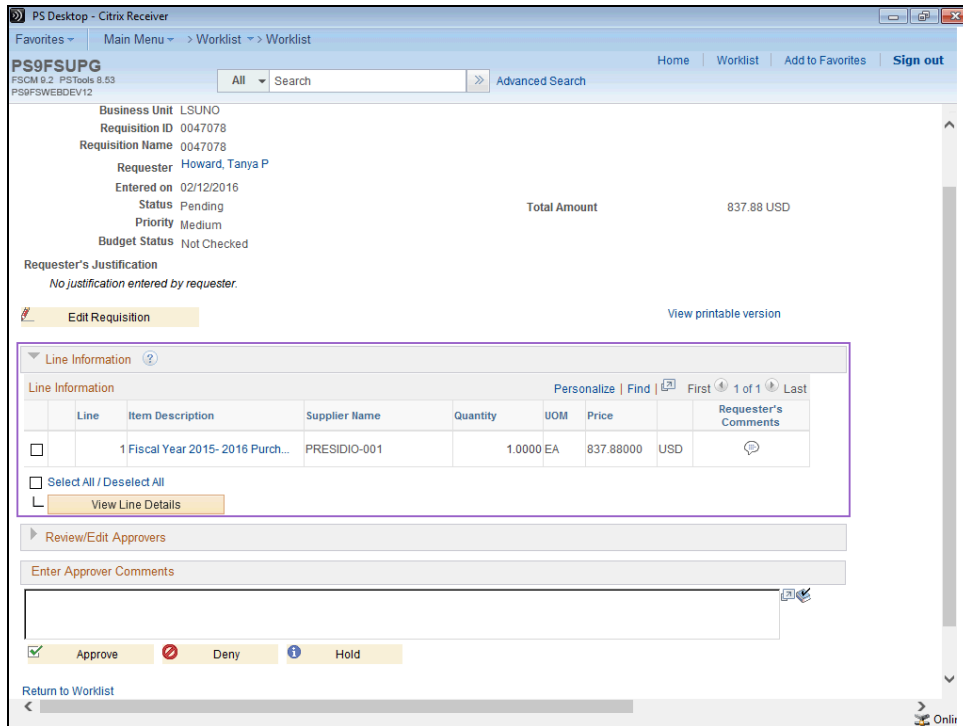 PS Desktop - Citrix Receiver
Favorites Main Menu > Worklist > Worklist
PS9FSUPG
FSCM 9.2 PSTools 8.53
PS9FSWEBDEV12
All Search Advanced Search
Home Worklist Add to Favorites Sign out
Business Unit LSUNO
Requisition ID 0047078
Requisition Name 0047078
Requester Howard, Tanya P
Entered on 02/12/2016
Status Pending Total Amount 837.88 USD
Priority Medium
Budget Status Not Checked
Requester's Justification
No justification entered by requester.
Edit Requisition View printable version
Line Information ?
Line Information Personalize | Find | First 1 of 1 Last
Line Item Description Supplier Name Quantity UOM Price Requester's Comments
1 Fiscal Year 2015- 2016 Purch... PRESIDIO-001 1.0000 EA 837.88000 USD
Select All / Deselect All
View Line Details
Review/Edit Approvers
Enter Approver Comments
Approve Deny Hold
Return to Worklist